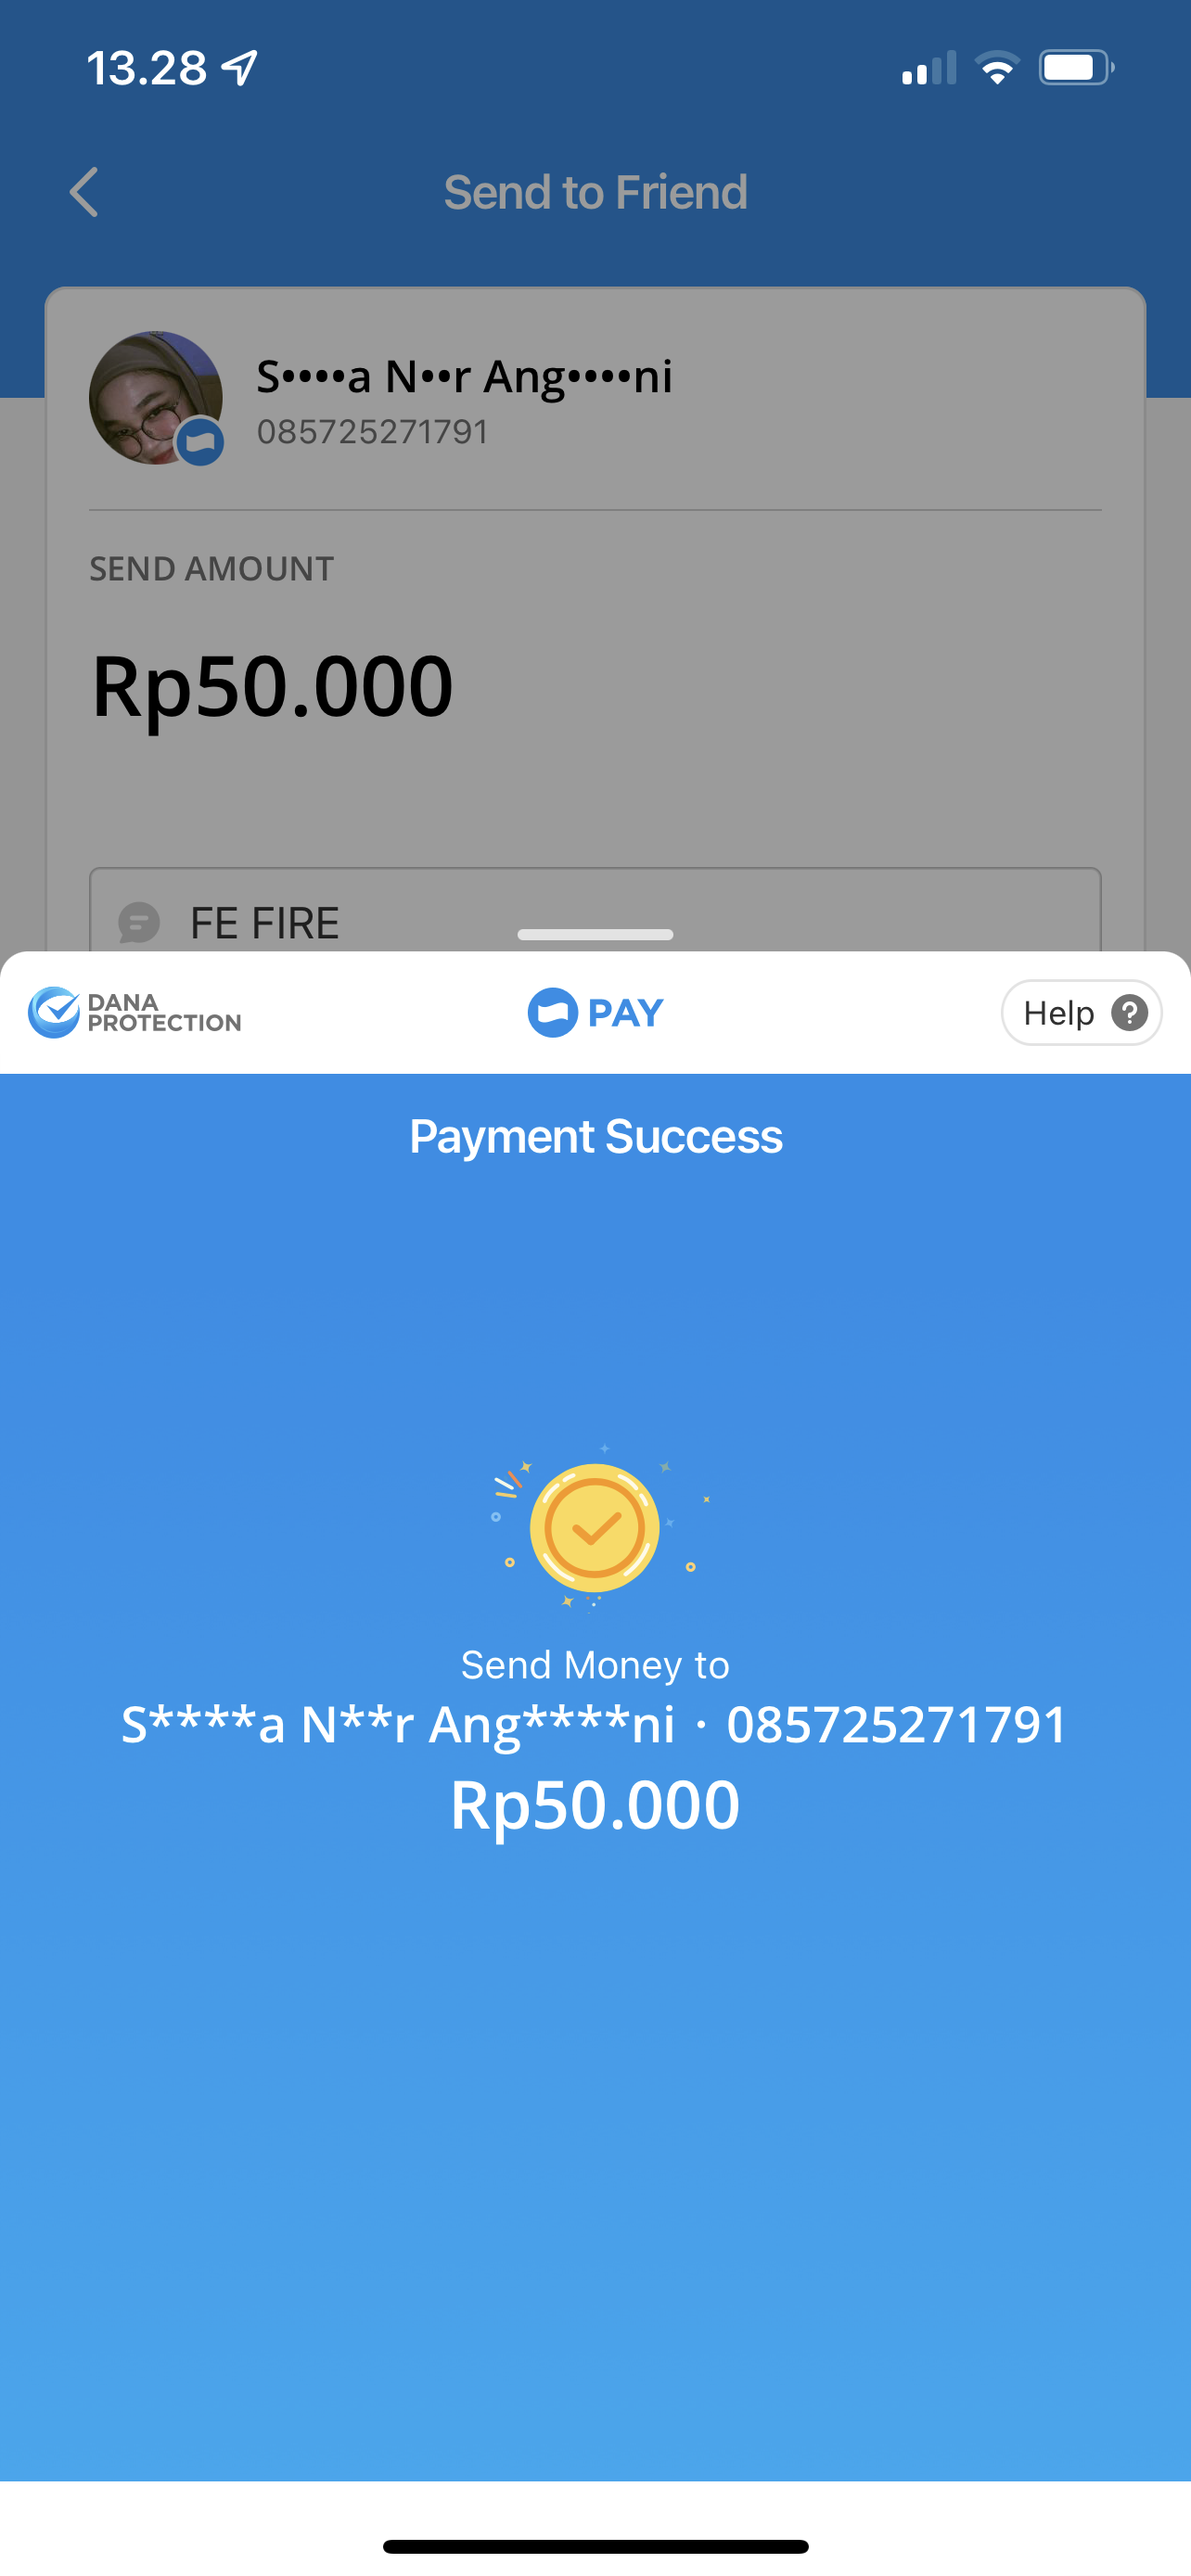 13.28
Send to Friend
S••••a N••r Ang••••ni
085725271791
SEND AMOUNT
Rp50.000
FE FIRE
DANA
PROTECTION
PAY
Help ?
Payment Success
Send Money to
S****a N**r Ang****ni · 085725271791
Rp50.000